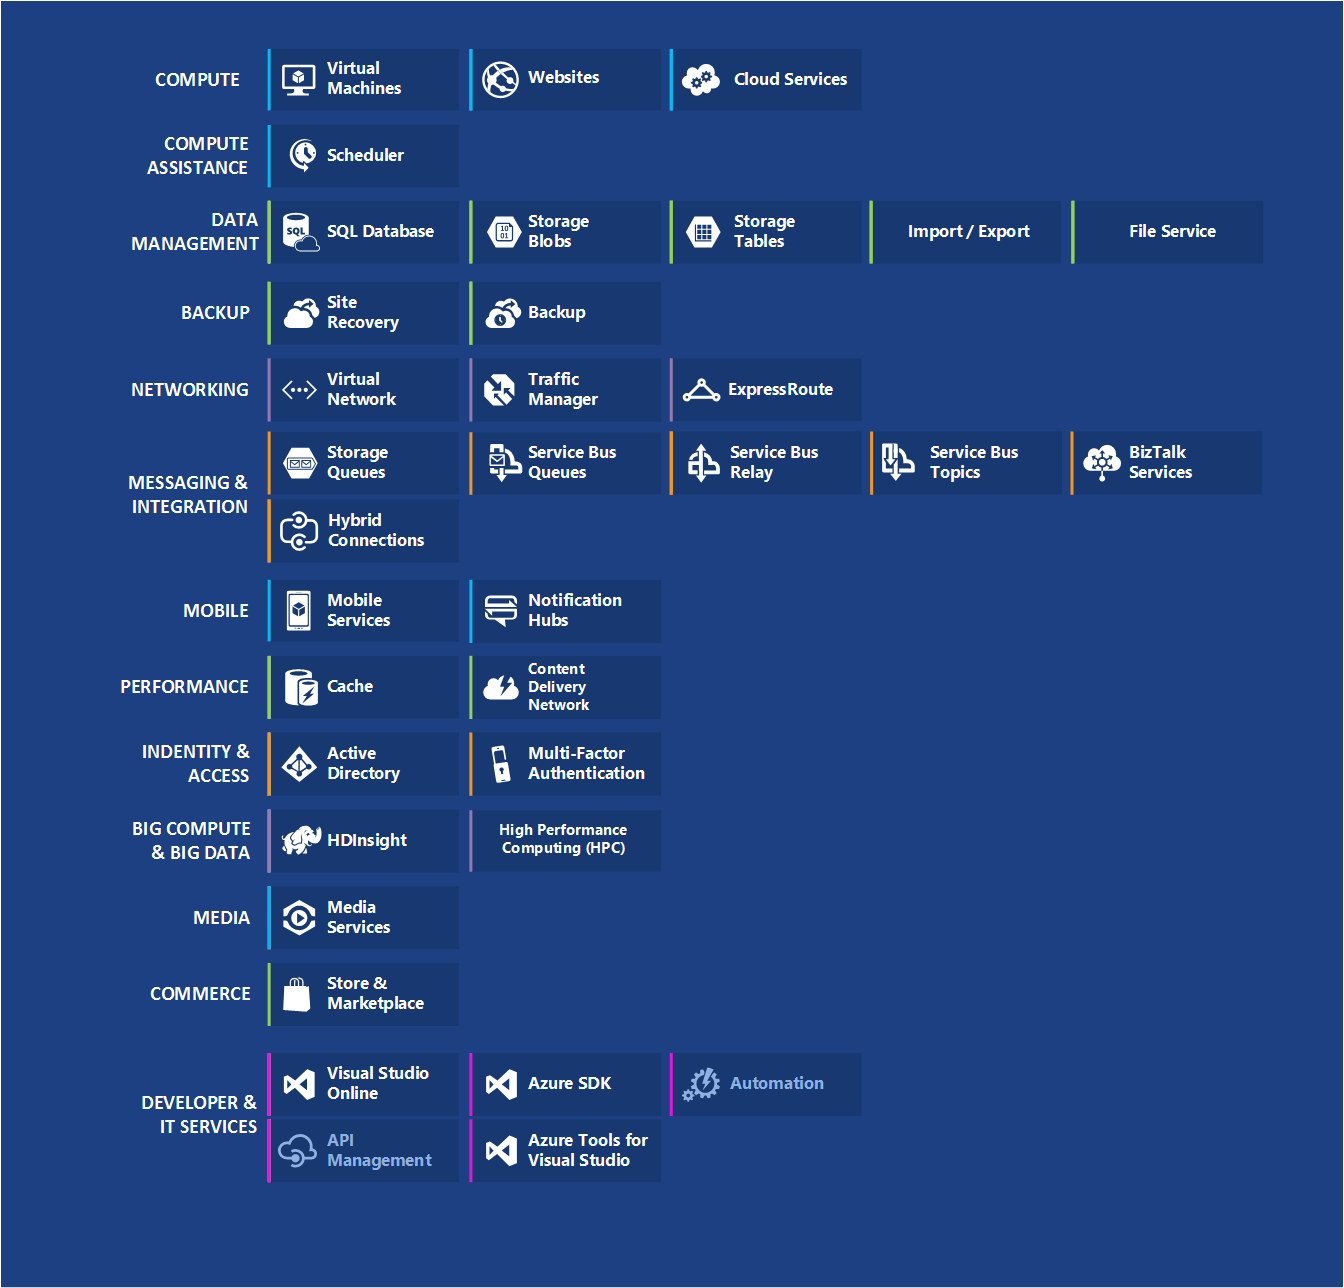 COMPUTE
Virtual
Machines
Websites
Cloud Services
COMPUTE
ASSISTANCE
Scheduler
DATA
MANAGEMENT
SQL
SQL Database
10
01
Storage
Blobs
Storage
Tables
Import / Export
File Service
BACKUP
Site
Recovery
Backup
NETWORKING
Virtual
Network
Traffic
Manager
ExpressRoute
MESSAGING &
INTEGRATION
Storage
Queues
Service Bus
Queues
Service Bus
Relay
Service Bus
Topics
BizTalk
Services
Hybrid
Connections
MOBILE
Mobile
Services
Notification
Hubs
PERFORMANCE
Cache
Content
Delivery
Network
INDENTITY &
ACCESS
Active
Directory
Multi-Factor
Authentication
BIG COMPUTE
& BIG DATA
HDInsight
High Performance
Computing (HPC)
MEDIA
Media
Services
COMMERCE
Store &
Marketplace
DEVELOPER &
IT SERVICES
Visual Studio
Online
Azure SDK
Automation
API
Management
Azure Tools for
Visual Studio